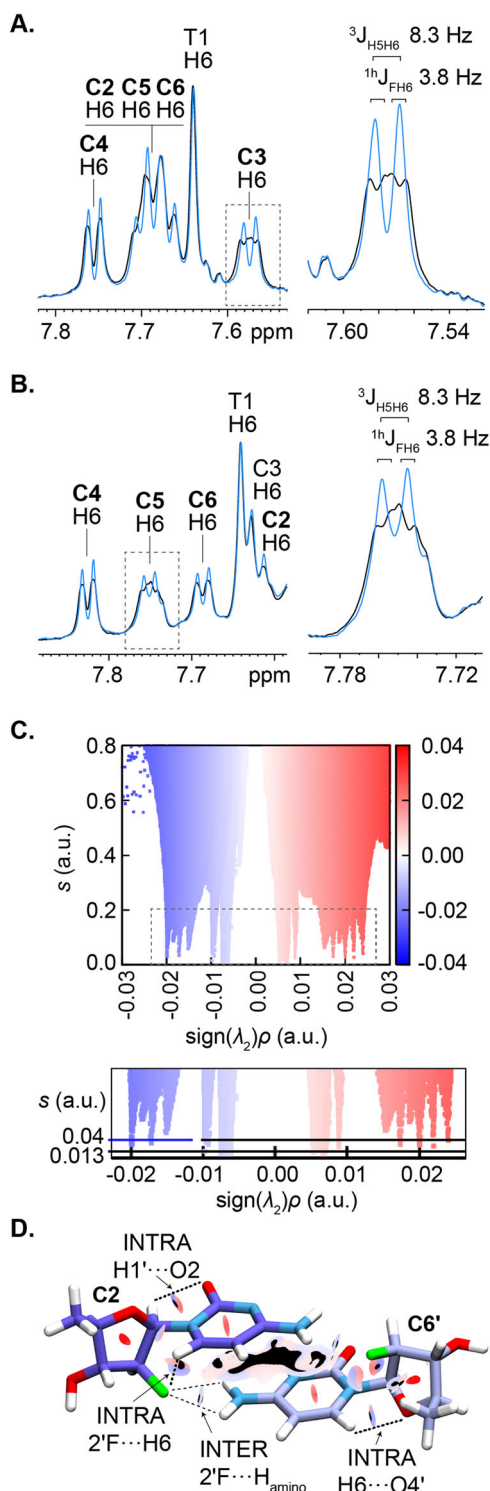 A.
T1
H6
C2 C5 C6
H6 H6 H6
C4
H6
C3
H6
7.8 7.7 7.6 ppm
³J_H5H6 8.3 Hz
¹ʰJ_FH6 3.8 Hz
7.60 7.54
B.
T1
H6
C3
H6
C4
H6
C5
H6
C6
H6
C2
H6
7.8 7.7 ppm
³J_H5H6 8.3 Hz
¹ʰJ_FH6 3.8 Hz
7.78 7.72
C.
0.8
0.6
0.4
0.2
0.0
s (a.u.)
-0.03 -0.02 -0.01 0.00 0.01 0.02 0.03
sign(λ₂)ρ (a.u.)
0.04
0.02
0.00
-0.02
-0.04
s (a.u.)
0.04
0.013
-0.02 -0.01 0.00 0.01 0.02
sign(λ₂)ρ (a.u.)
D.
INTRA
H1'···O2
C2
C6'
INTRA
2'F···H6
INTER
2'F···H_amino
INTRA
H6···O4'